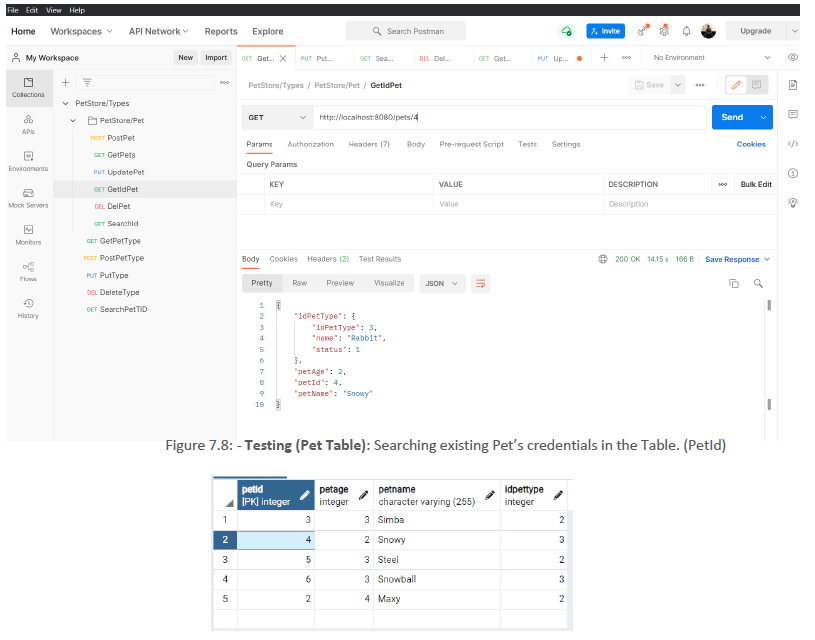 File Edit View Help
Home Workspaces API Network Reports Explore Search Postman Invite Upgrade
My Workspace New Import GET Get... PUT Put... GET Sea... DEL Del... GET Get... PUT Up... No Environment
Collections
APIs
Environments
Mock Servers
Monitors
Flows
History
PetStore/Types
PetStore/Pet
POST PostPet
GET GetPets
PUT UpdatePet
GET GetIdPet
DEL DelPet
GET SearchId
GET GetPetType
POST PostPetType
PUT PutType
DEL DeleteType
GET SearchPetTID
PetStore/Types / PetStore/Pet / GetIdPet Save
GET http://localhost:8080/pets/4 Send
Params Authorization Headers (7) Body Pre-request Script Tests Settings Cookies
Query Params
KEY VALUE DESCRIPTION Bulk Edit
Key Value Description
Body Cookies Headers (2) Test Results 200 OK 14.15 s 166 B Save Response
Pretty Raw Preview Visualize JSON
1 {
2 "idPetType": {
3 "idPetType": 3,
4 "name": "Rabbit",
5 "status": 1
6 },
7 "petAge": 2,
8 "petId": 4,
9 "petName": "Snowy"
10 }
Figure 7.8: - Testing (Pet Table): Searching existing Pet's credentials in the Table. (PetId)
petid petage petname idpettype
[PK] integer integer character varying (255) integer
1 3 3 Simba 2
2 4 2 Snowy 3
3 5 3 Steel 2
4 6 3 Snowball 3
5 2 4 Maxy 2